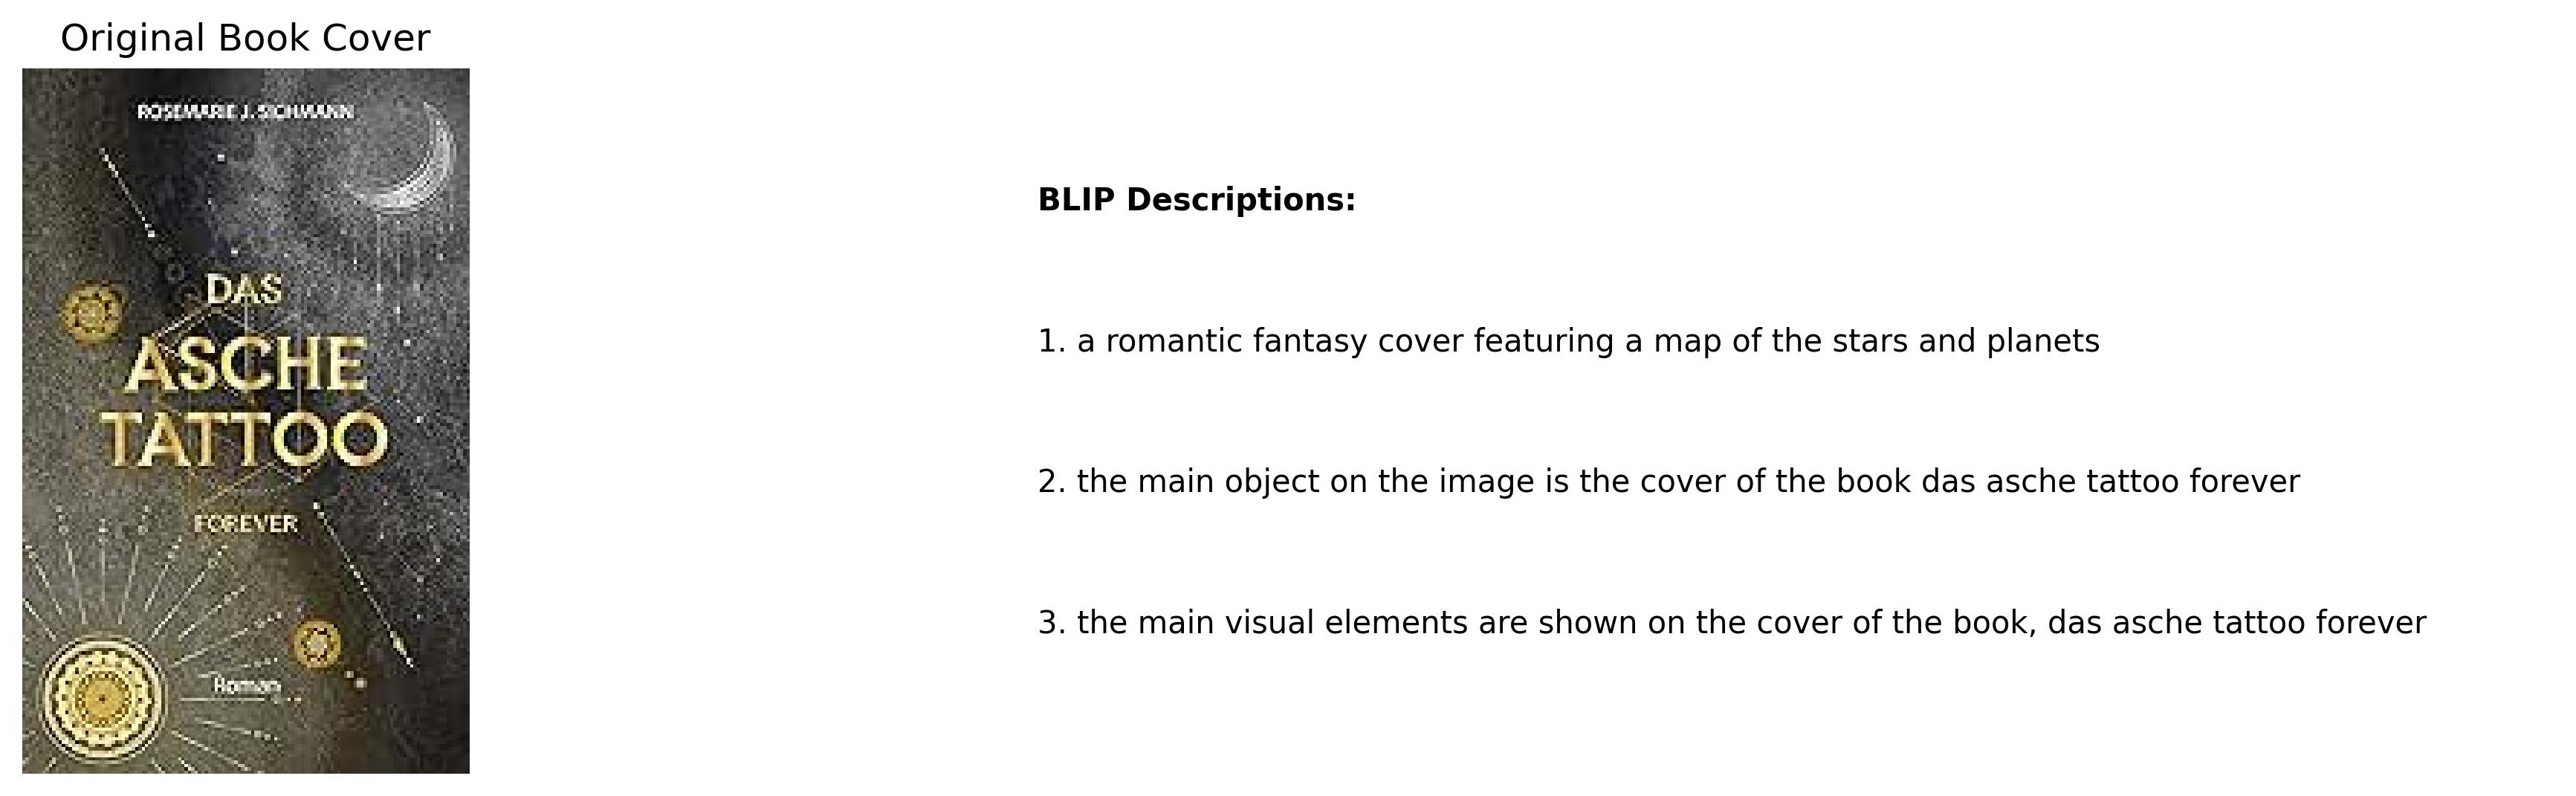 Original Book Cover
ROSEMARIE J. SICHMANN
DAS
ASCHE
TATTOO
FOREVER
Roman
BLIP Descriptions:
1. a romantic fantasy cover featuring a map of the stars and planets
2. the main object on the image is the cover of the book das asche tattoo forever
3. the main visual elements are shown on the cover of the book, das asche tattoo forever